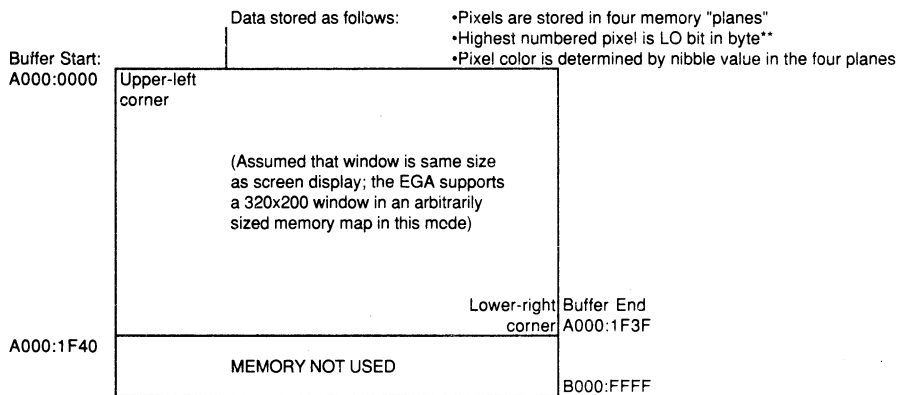 Data stored as follows:
•Pixels are stored in four memory "planes"
•Highest numbered pixel is LO bit in byte**
•Pixel color is determined by nibble value in the four planes
Buffer Start:
A000:0000
Upper-left
corner
(Assumed that window is same size
as screen display; the EGA supports
a 320x200 window in an arbitrarily
sized memory map in this mode)
Lower-right
corner
Buffer End
A000:1F3F
A000:1F40
MEMORY NOT USED
B000:FFFF